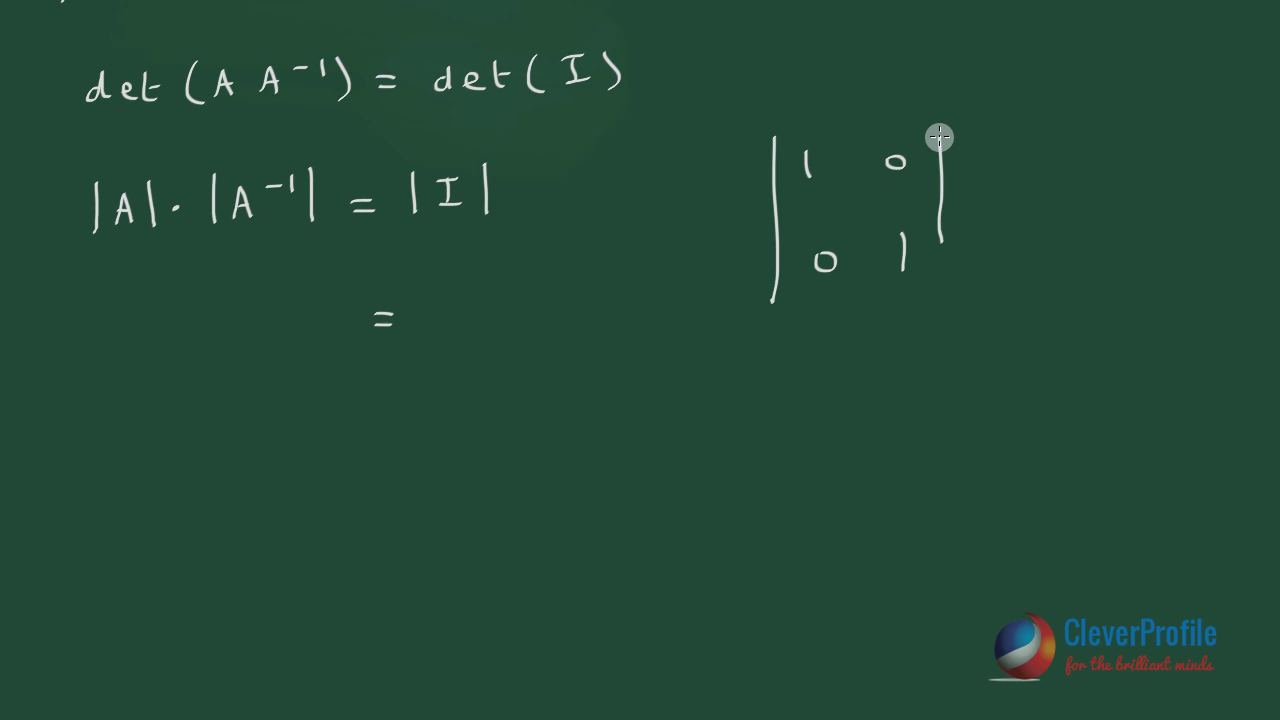 det (A A⁻¹) = det( I )
|A| · |A⁻¹| = | I |
=
| 1 0 |
| 0 1 |
CleverProfile
for the brilliant minds